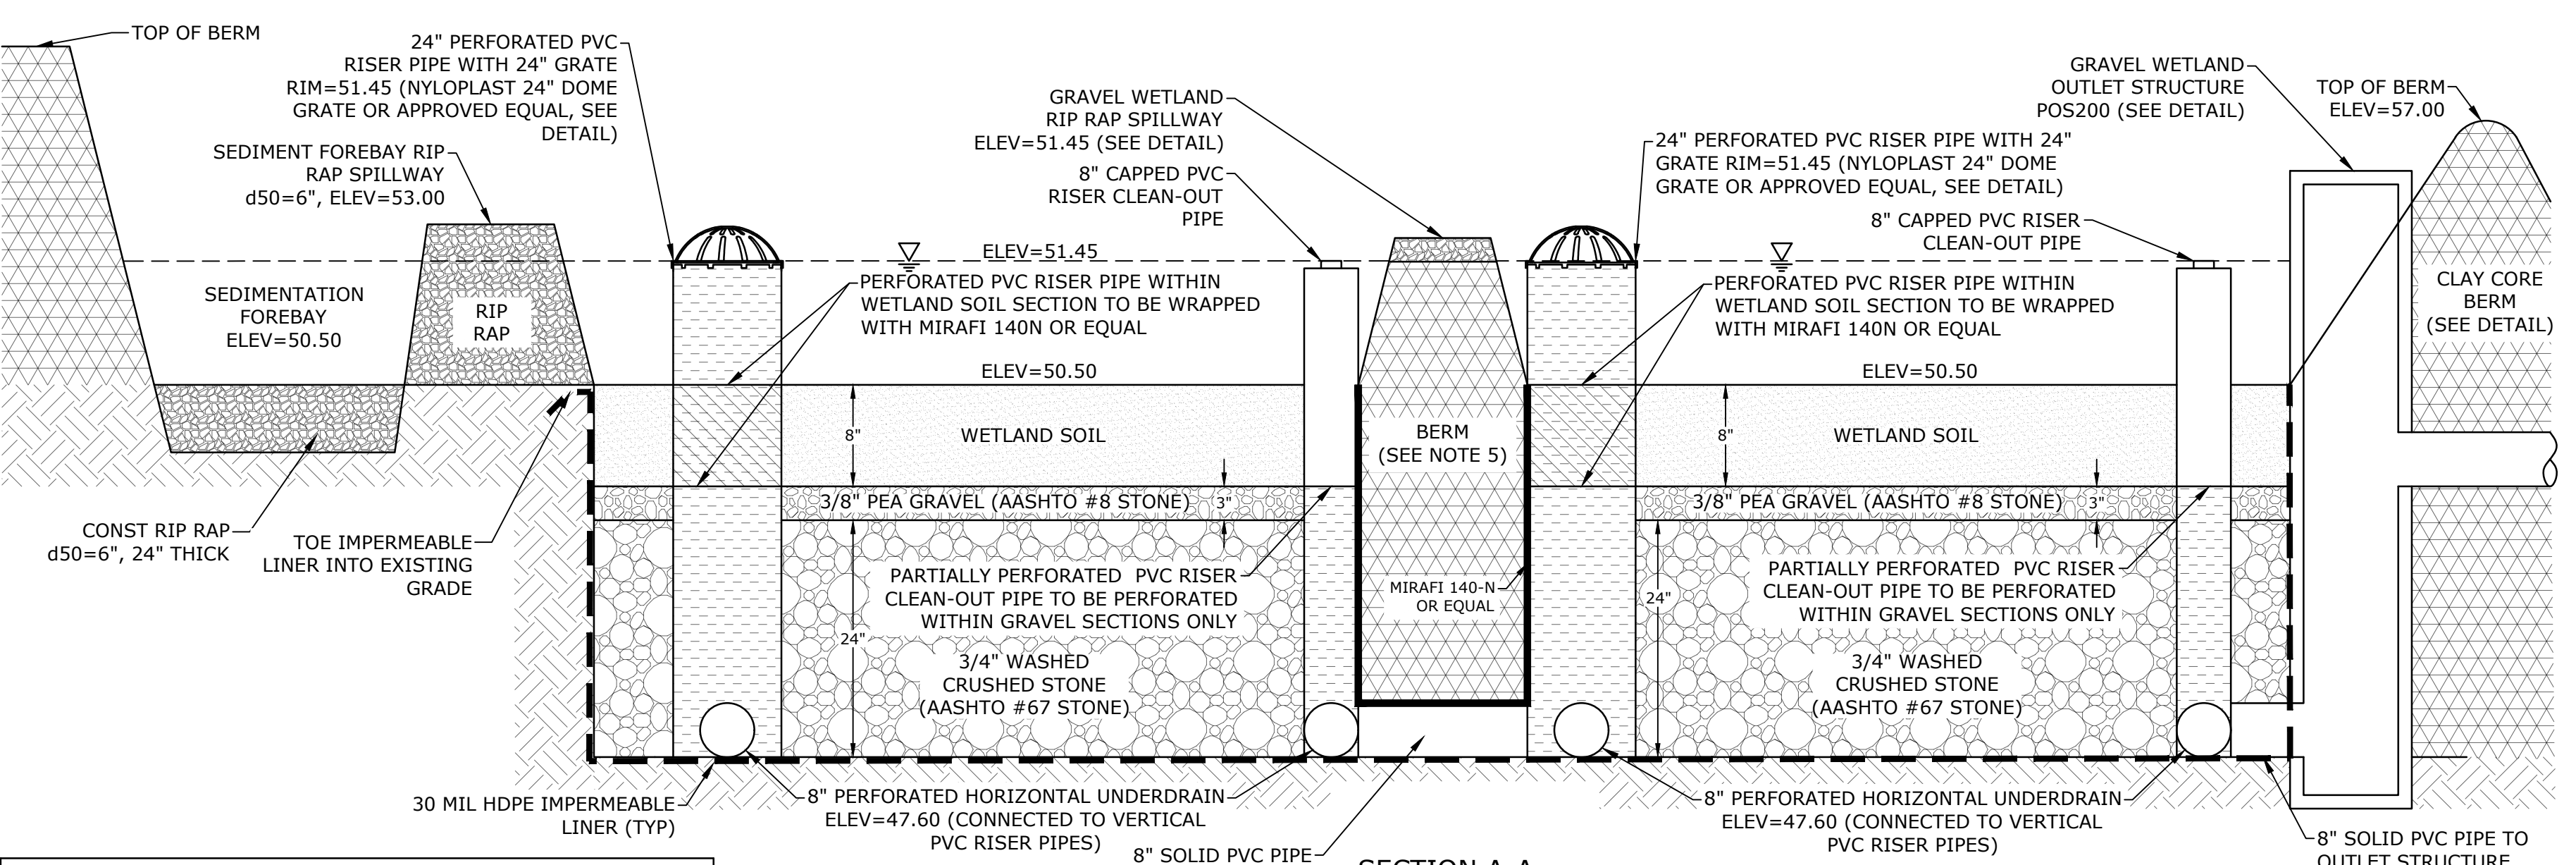 TOP OF BERM
24" PERFORATED PVC
RISER PIPE WITH 24" GRATE
RIM=51.45 (NYLOPLAST 24" DOME
GRATE OR APPROVED EQUAL, SEE
DETAIL)
SEDIMENT FOREBAY RIP
RAP SPILLWAY
d50=6", ELEV=53.00
GRAVEL WETLAND
RIP RAP SPILLWAY
ELEV=51.45 (SEE DETAIL)
8" CAPPED PVC
RISER CLEAN-OUT
PIPE
24" PERFORATED PVC RISER PIPE WITH 24"
GRATE RIM=51.45 (NYLOPLAST 24" DOME
GRATE OR APPROVED EQUAL, SEE DETAIL)
GRAVEL WETLAND
OUTLET STRUCTURE
POS200 (SEE DETAIL)
TOP OF BERM
ELEV=57.00
8" CAPPED PVC RISER
CLEAN-OUT PIPE
ELEV=51.45
SEDIMENTATION
FOREBAY
ELEV=50.50
RIP
RAP
PERFORATED PVC RISER PIPE WITHIN
WETLAND SOIL SECTION TO BE WRAPPED
WITH MIRAFI 140N OR EQUAL
PERFORATED PVC RISER PIPE WITHIN
WETLAND SOIL SECTION TO BE WRAPPED
WITH MIRAFI 140N OR EQUAL
CLAY CORE
BERM
(SEE DETAIL)
ELEV=50.50
ELEV=50.50
8"
WETLAND SOIL
BERM
(SEE NOTE 5)
8"
WETLAND SOIL
3/8" PEA GRAVEL (AASHTO #8 STONE)
3"
3/8" PEA GRAVEL (AASHTO #8 STONE)
3"
CONST RIP RAP
d50=6", 24" THICK
TOE IMPERMEABLE
LINER INTO EXISTING
GRADE
PARTIALLY PERFORATED PVC RISER
CLEAN-OUT PIPE TO BE PERFORATED
WITHIN GRAVEL SECTIONS ONLY
MIRAFI 140-N
OR EQUAL
PARTIALLY PERFORATED PVC RISER
CLEAN-OUT PIPE TO BE PERFORATED
WITHIN GRAVEL SECTIONS ONLY
24"
24"
3/4" WASHED
CRUSHED STONE
(AASHTO #67 STONE)
3/4" WASHED
CRUSHED STONE
(AASHTO #67 STONE)
30 MIL HDPE IMPERMEABLE
LINER (TYP)
8" PERFORATED HORIZONTAL UNDERDRAIN
ELEV=47.60 (CONNECTED TO VERTICAL
PVC RISER PIPES)
8" SOLID PVC PIPE
8" PERFORATED HORIZONTAL UNDERDRAIN
ELEV=47.60 (CONNECTED TO VERTICAL
PVC RISER PIPES)
8" SOLID PVC PIPE TO
OUTLET STRUCTURE
SECTION A-A